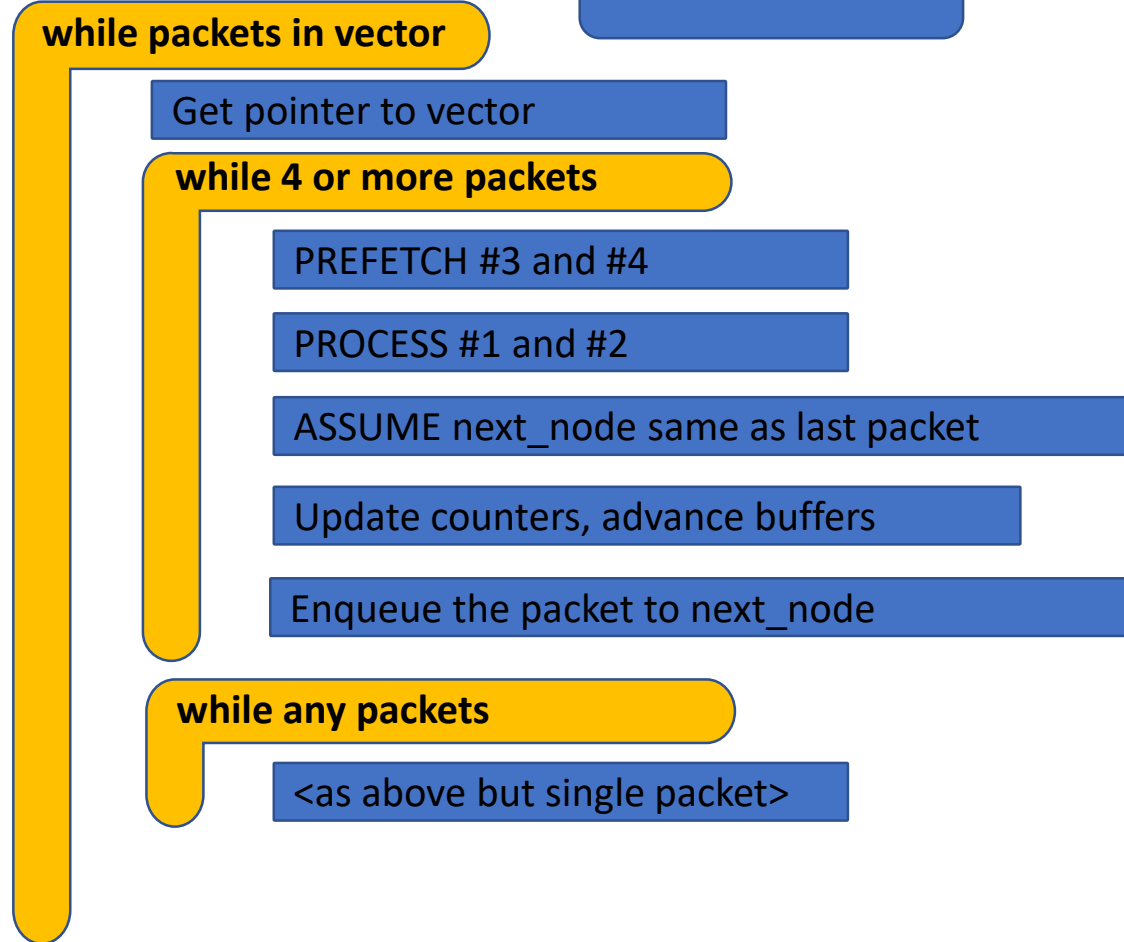 while packets in vector
Get pointer to vector
while 4 or more packets
PREFETCH #3 and #4
PROCESS #1 and #2
ASSUME next_node same as last packet
Update counters, advance buffers
Enqueue the packet to next_node
while any packets
<as above but single packet>